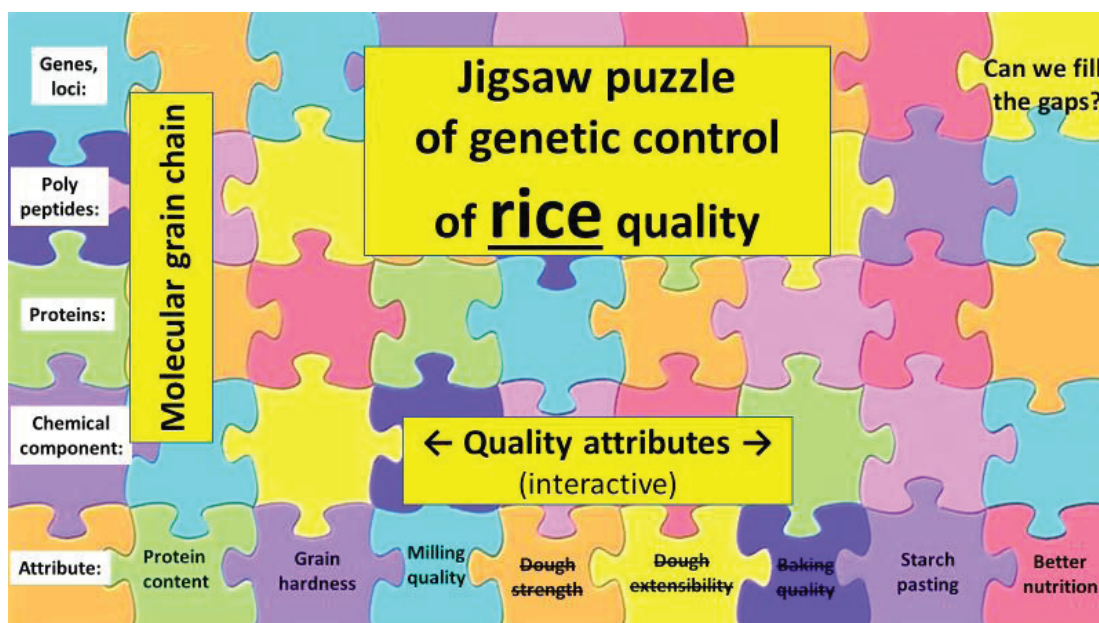 Genes,
loci:
Jigsaw puzzle
of genetic control
of rice quality
Can we fill
the gaps?
Molecular grain chain
Poly
peptides:
Proteins:
Chemical
component:
← Quality attributes →
(interactive)
Attribute:
Protein
content
Grain
hardness
Milling
quality
Dough
strength
Dough
extensibility
Baking
quality
Starch
pasting
Better
nutrition